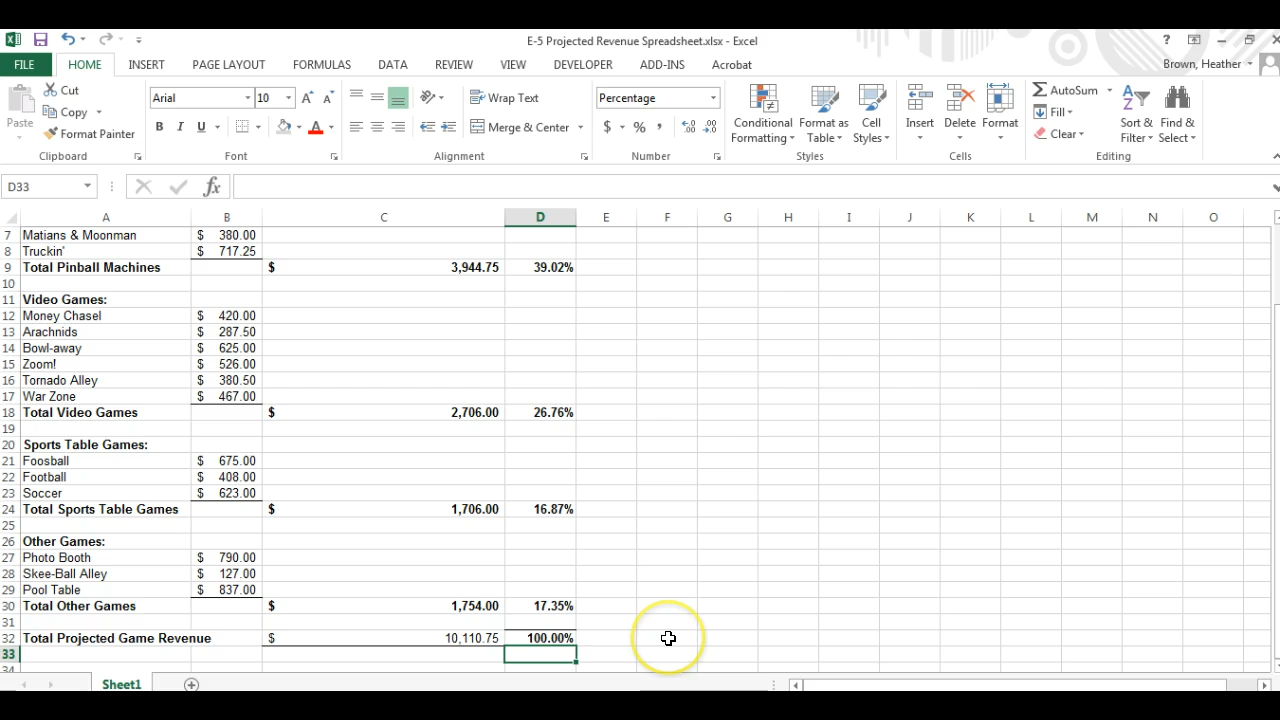 E-5 Projected Revenue Spreadsheet.xlsx - Excel
?
FILE HOME INSERT PAGE LAYOUT FORMULAS DATA REVIEW VIEW DEVELOPER ADD-INS Acrobat Brown, Heather
Paste
Cut
Copy
Format Painter
Clipboard
Arial 10
B I U
Font
Wrap Text
Merge & Center
Alignment
Percentage
$ % ,
Number
Conditional Formatting
Format as Table
Cell Styles
Styles
Insert
Delete
Format
Cells
AutoSum
Fill
Clear
Sort & Filter
Find & Select
Editing
D33 fx
A B C D E F G H I J K L M N O
7 Matians & Moonman $ 380.00
8 Truckin' $ 717.25
9 Total Pinball Machines $ 3,944.75 39.02%
10
11 Video Games:
12 Money Chasel $ 420.00
13 Arachnids $ 287.50
14 Bowl-away $ 625.00
15 Zoom! $ 526.00
16 Tornado Alley $ 380.50
17 War Zone $ 467.00
18 Total Video Games $ 2,706.00 26.76%
19
20 Sports Table Games:
21 Foosball $ 675.00
22 Football $ 408.00
23 Soccer $ 623.00
24 Total Sports Table Games $ 1,706.00 16.87%
25
26 Other Games:
27 Photo Booth $ 790.00
28 Skee-Ball Alley $ 127.00
29 Pool Table $ 837.00
30 Total Other Games $ 1,754.00 17.35%
31
32 Total Projected Game Revenue $ 10,110.75 100.00%
33
34
Sheet1